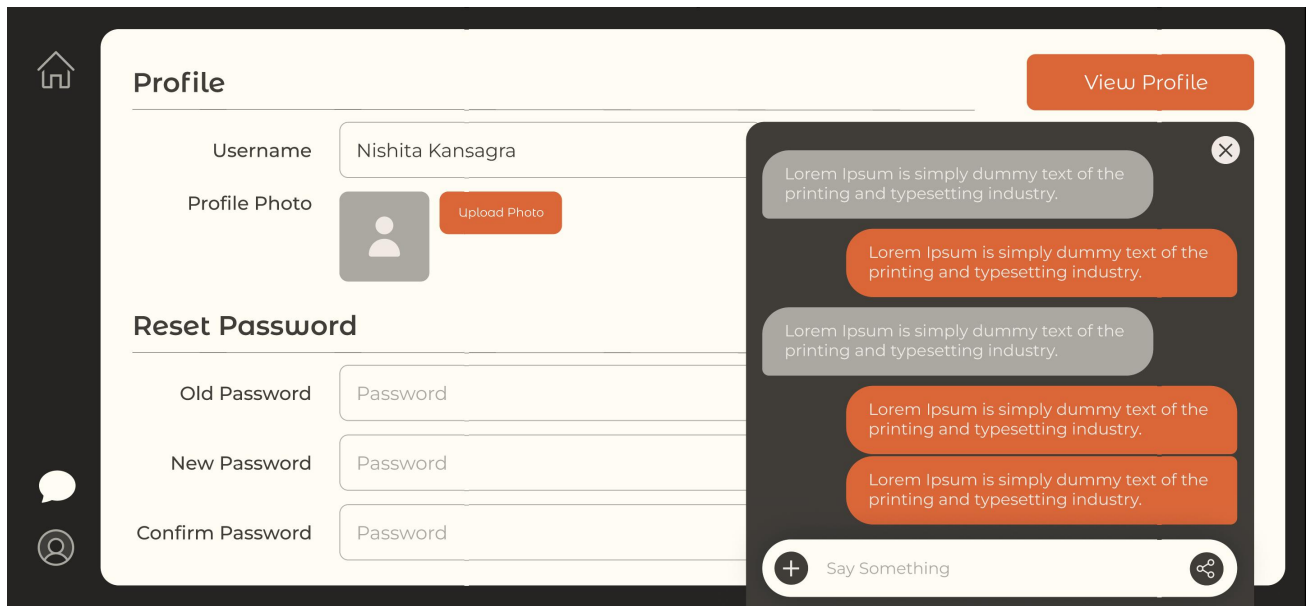 Profile
View Profile
Username
Nishita Kansagra
Profile Photo
Upload Photo
Reset Password
Old Password
Password
New Password
Password
Confirm Password
Password
Lorem Ipsum is simply dummy text of the
printing and typesetting industry.
Lorem Ipsum is simply dummy text of the
printing and typesetting industry.
Lorem Ipsum is simply dummy text of the
printing and typesetting industry.
Lorem Ipsum is simply dummy text of the
printing and typesetting industry.
Lorem Ipsum is simply dummy text of the
printing and typesetting industry.
Say Something